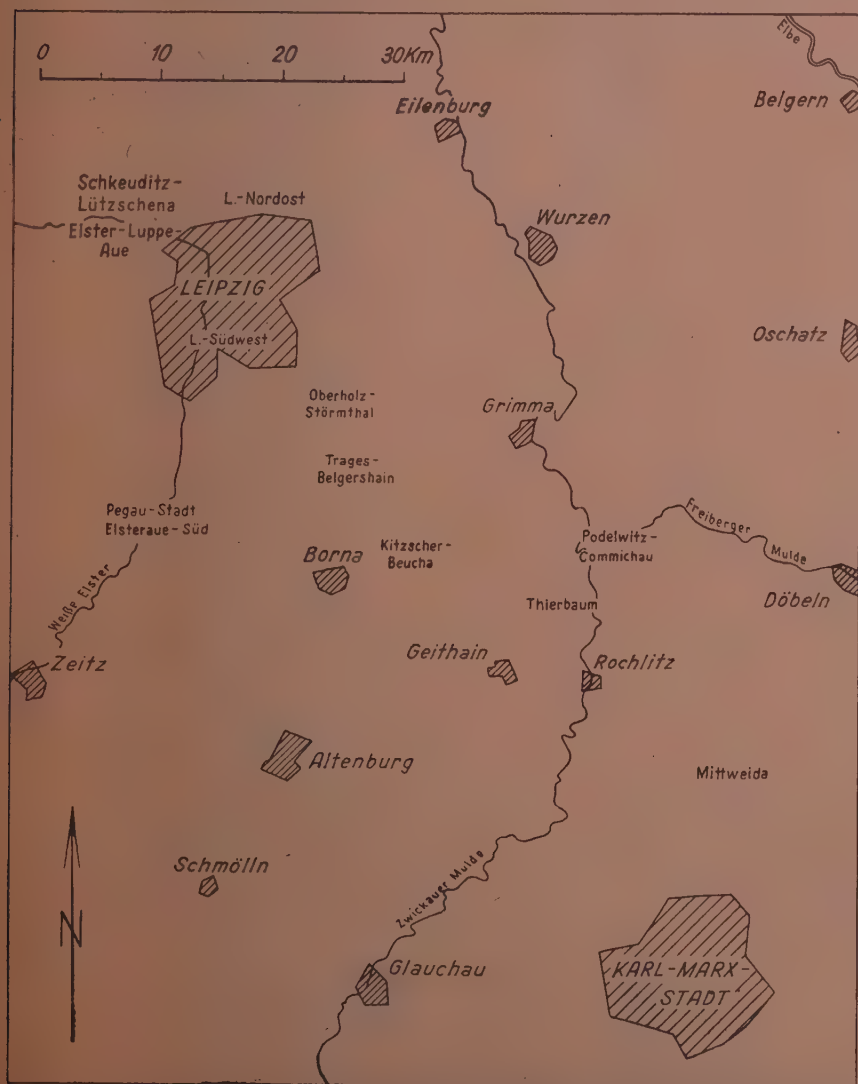 0 10 20 30Km
Elbe
Eilenburg
Belgern
Schkeuditz-
Lützschena
L.-Nordost
Elster-Luppe-
Aue
Wurzen
LEIPZIG
L.-Südwest
Oschatz
Oberholz-
Störmthal
Grimma
Trages-
Belgershain
Pegau-Stadt
Elsteraue-Süd
Freiberger
Mulde
Podelwitz-
Commichau
Kitzscher-
Beucha
Borna
Döbeln
Thierbaum
Weiße Elster
Zeitz
Geithain
Rochlitz
Altenburg
Mittweida
Schmölln
Zwickauer Mulde
N
Glauchau
KARL-MARX-
STADT